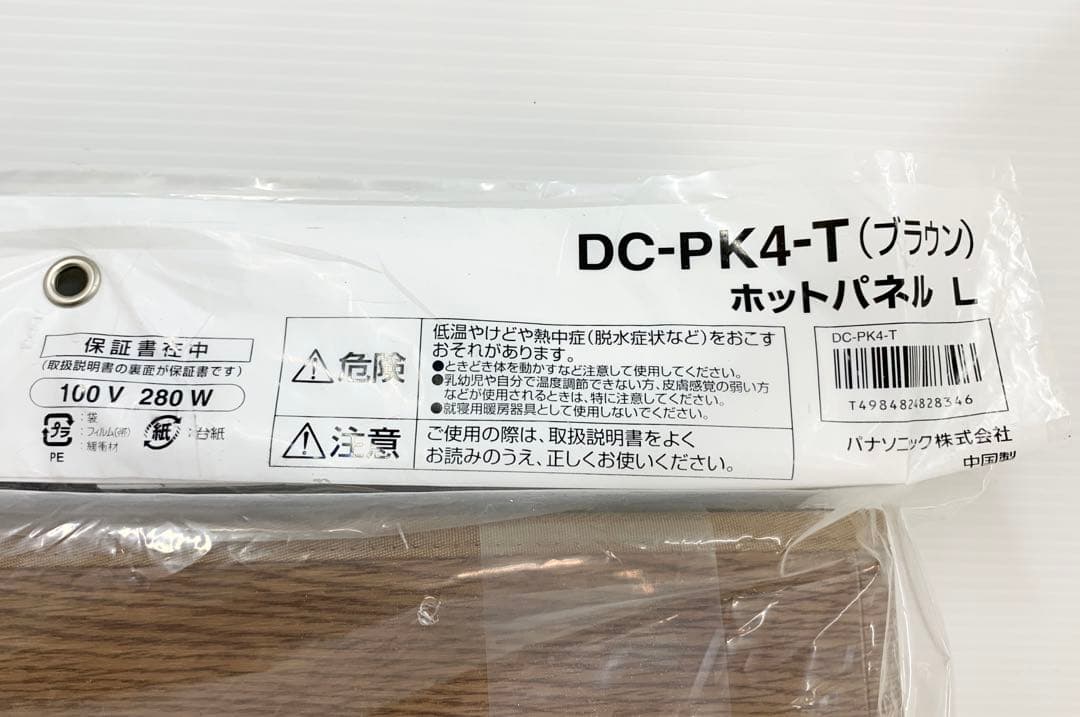 DC-PK4-T(ブラウン)
ホットパネル L
保証書在中
(取扱説明書の裏面が保証書です)
100V 280W
プラ
PE
:袋
:フィルム(状)
:緩衝材
紙
:台紙
危険
低温やけどや熱中症(脱水症状など)をおこす
おそれがあります。
●ときどき体を動かすなど注意して使用してください。
●乳幼児や自分で温度調節できない方、皮膚感覚の弱い方
などが使用されるときは、特に注意してください。
●就寝用暖房器具として使用しないでください。
注意
ご使用の際は、取扱説明書をよく
お読みのうえ、正しくお使いください。
DC-PK4-T
T4984824828346
パナソニック株式会社
中国製